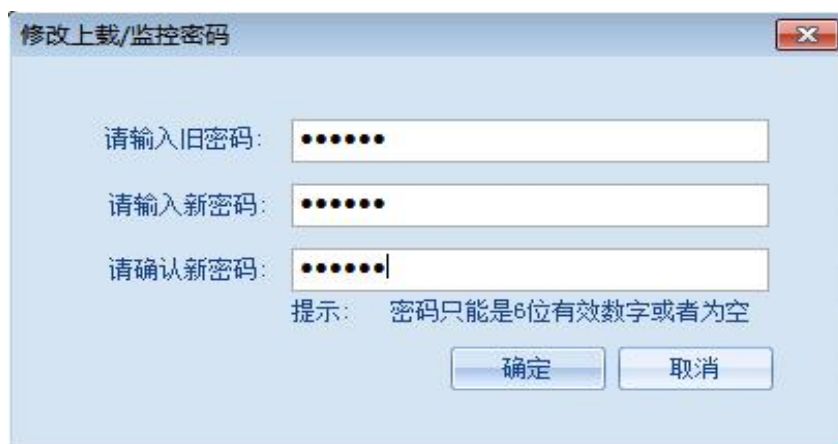 修改上载/监控密码
请输入旧密码: ●●●●●●
请输入新密码: ●●●●●●
请确认新密码: ●●●●●●
提示: 密码只能是6位有效数字或者为空
确定 取消